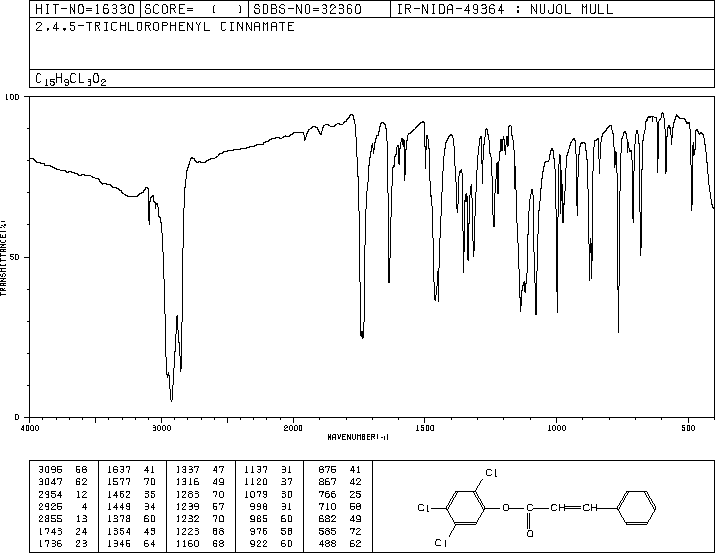 HIT-NO=16330 SCORE= ( ) SDBS-NO=32360 IR-NIDA-49364 : NUJOL MULL
2,4,5-TRICHLOROPHENYL CINNAMATE
C15H9CL3O2
100
50
0
TRANSMITTANCE(%)
4000 3000 2000 1500 1000 500
WAVENUMBER(-1)
3095 58 1637 41 1337 47 1137 31 875 41
3047 62 1577 70 1316 49 1120 37 867 42
2954 12 1462 35 1283 70 1079 30 766 25
2925 4 1449 34 1239 57 998 31 710 58
2855 13 1378 60 1232 70 985 60 682 49
1743 24 1354 49 1223 68 976 58 585 72
1736 23 1346 64 1160 68 922 60 488 62
Cl
Cl
Cl
O
O
CH=CH